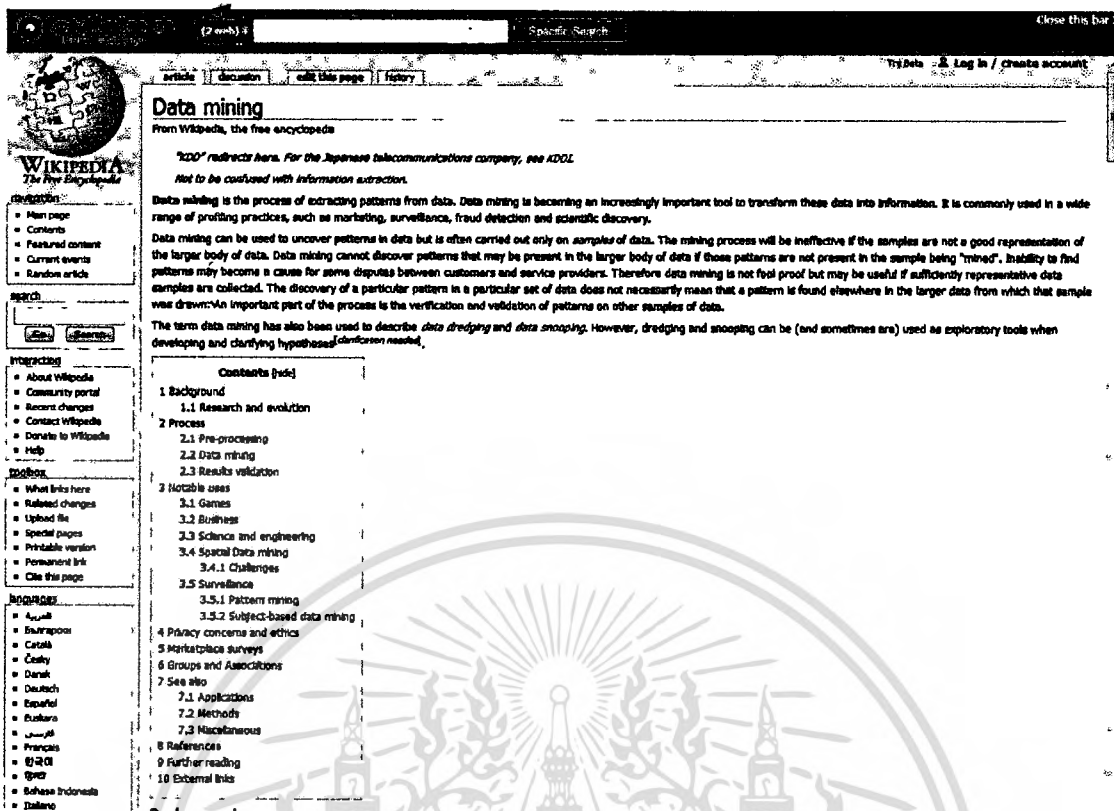 (2 web)
Specific Search
Close this bar
article discussion edit this page history
Try Beta Log in / create account
WIKIPEDIA
The Free Encyclopedia
navigation
Main page
Contents
Featured content
Current events
Random article
search
Go Search
interacting
About Wikipedia
Community portal
Recent changes
Contact Wikipedia
Donate to Wikipedia
Help
toolbox
What links here
Related changes
Upload file
Special pages
Printable version
Permanent link
Cite this page
languages
العربية
Български
Català
Česky
Dansk
Deutsch
Español
Euskara
فارسی
Français
한국어
हिन्दी
Bahasa Indonesia
Italiano
Data mining
From Wikipedia, the free encyclopedia
"KDD" redirects here. For the Japanese telecommunications company, see KDDI.
Not to be confused with information extraction.
Data mining is the process of extracting patterns from data. Data mining is becoming an increasingly important tool to transform these data into information. It is commonly used in a wide
range of profiling practices, such as marketing, surveillance, fraud detection and scientific discovery.
Data mining can be used to uncover patterns in data but is often carried out only on samples of data. The mining process will be ineffective if the samples are not a good representation of
the larger body of data. Data mining cannot discover patterns that may be present in the larger body of data if those patterns are not present in the sample being "mined". Inability to find
patterns may become a cause for some disputes between customers and service providers. Therefore data mining is not fool proof but may be useful if sufficiently representative data
samples are collected. The discovery of a particular pattern in a particular set of data does not necessarily mean that a pattern is found elsewhere in the larger data from which that sample
was drawn. An important part of the process is the verification and validation of patterns on other samples of data.
The term data mining has also been used to describe data dredging and data snooping. However, dredging and snooping can be (and sometimes are) used as exploratory tools when
developing and clarifying hypotheses[clarification needed].
Contents [hide]
1 Background
1.1 Research and evolution
2 Process
2.1 Pre-processing
2.2 Data mining
2.3 Results validation
3 Notable uses
3.1 Games
3.2 Business
3.3 Science and engineering
3.4 Spatial Data mining
3.4.1 Challenges
3.5 Surveillance
3.5.1 Pattern mining
3.5.2 Subject-based data mining
4 Privacy concerns and ethics
5 Marketplace surveys
6 Groups and Associations
7 See also
7.1 Applications
7.2 Methods
7.3 Miscellaneous
8 References
9 Further reading
10 External links